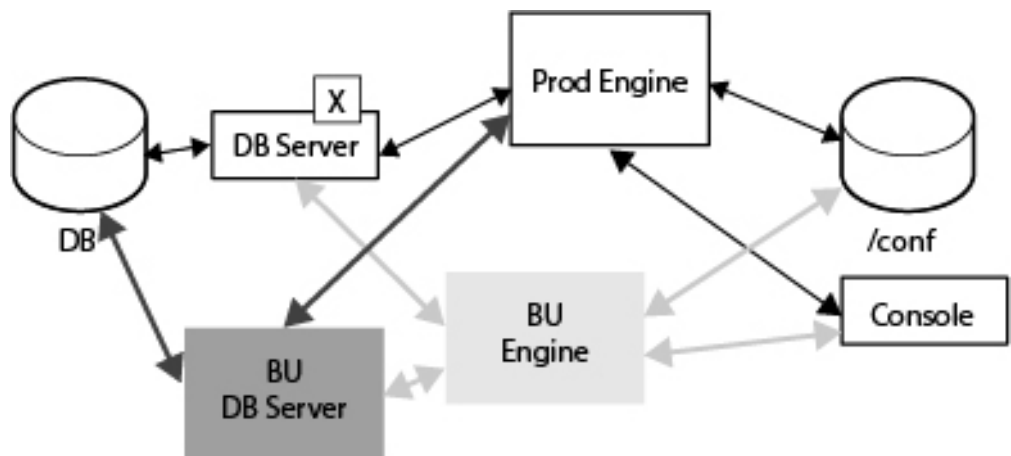 Prod Engine
X
DB Server
DB
/conf
BU
Engine
Console
BU
DB Server